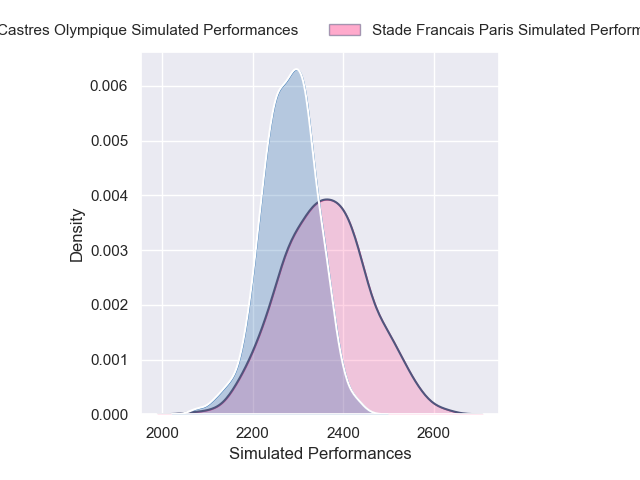 Castres Olympique Simulated Performances
Stade Francais Paris Simulated Perform
0.006
0.005
0.004
0.003
0.002
0.001
0.000
Density
2000 2200 2400 2600
Simulated Performances